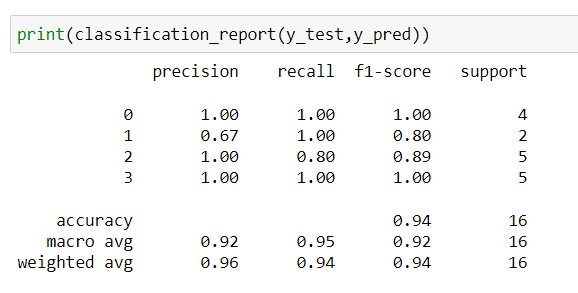 print(classification_report(y_test,y_pred))
precision recall f1-score support
0 1.00 1.00 1.00 4
1 0.67 1.00 0.80 2
2 1.00 0.80 0.89 5
3 1.00 1.00 1.00 5
accuracy 0.94 16
macro avg 0.92 0.95 0.92 16
weighted avg 0.96 0.94 0.94 16